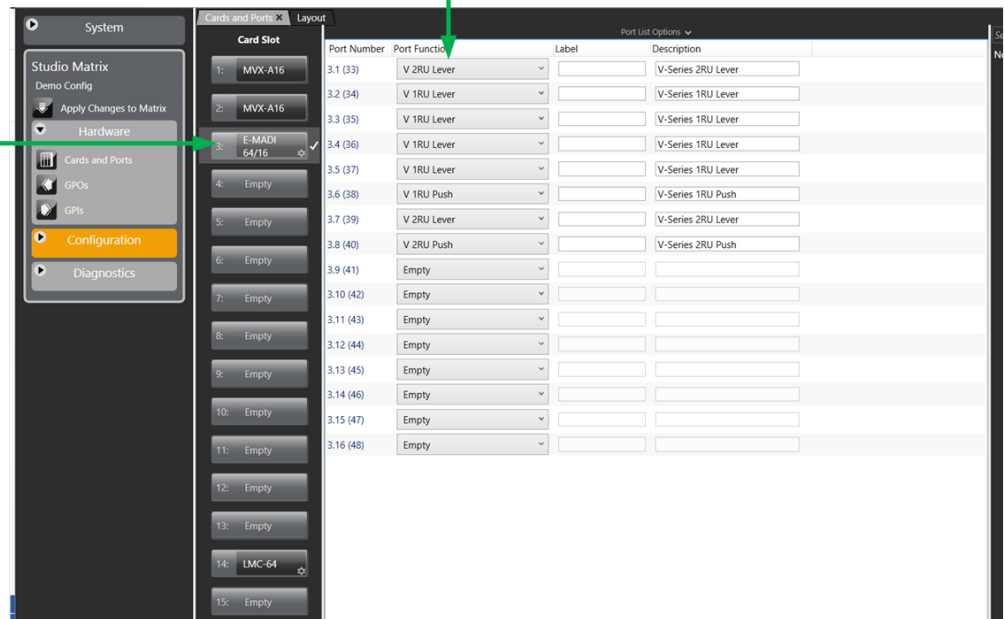 Cards and Ports × Layout
System
Studio Matrix
Demo Config
Apply Changes to Matrix
Hardware
Cards and Ports
GPOs
GPIs
Configuration
Diagnostics
Card Slot
1: MVX-A16
2: MVX-A16
3: E-MADI
64/16
4: Empty
5: Empty
6: Empty
7: Empty
8: Empty
9: Empty
10: Empty
11: Empty
12: Empty
13: Empty
14: LMC-64
15: Empty
Port List Options
Port Number Port Function Label Description
3.1 (33) V 2RU Lever V-Series 2RU Lever
3.2 (34) V 1RU Lever V-Series 1RU Lever
3.3 (35) V 1RU Lever V-Series 1RU Lever
3.4 (36) V 1RU Lever V-Series 1RU Lever
3.5 (37) V 1RU Lever V-Series 1RU Lever
3.6 (38) V 1RU Push V-Series 1RU Push
3.7 (39) V 2RU Lever V-Series 2RU Lever
3.8 (40) V 2RU Push V-Series 2RU Push
3.9 (41) Empty
3.10 (42) Empty
3.11 (43) Empty
3.12 (44) Empty
3.13 (45) Empty
3.14 (46) Empty
3.15 (47) Empty
3.16 (48) Empty